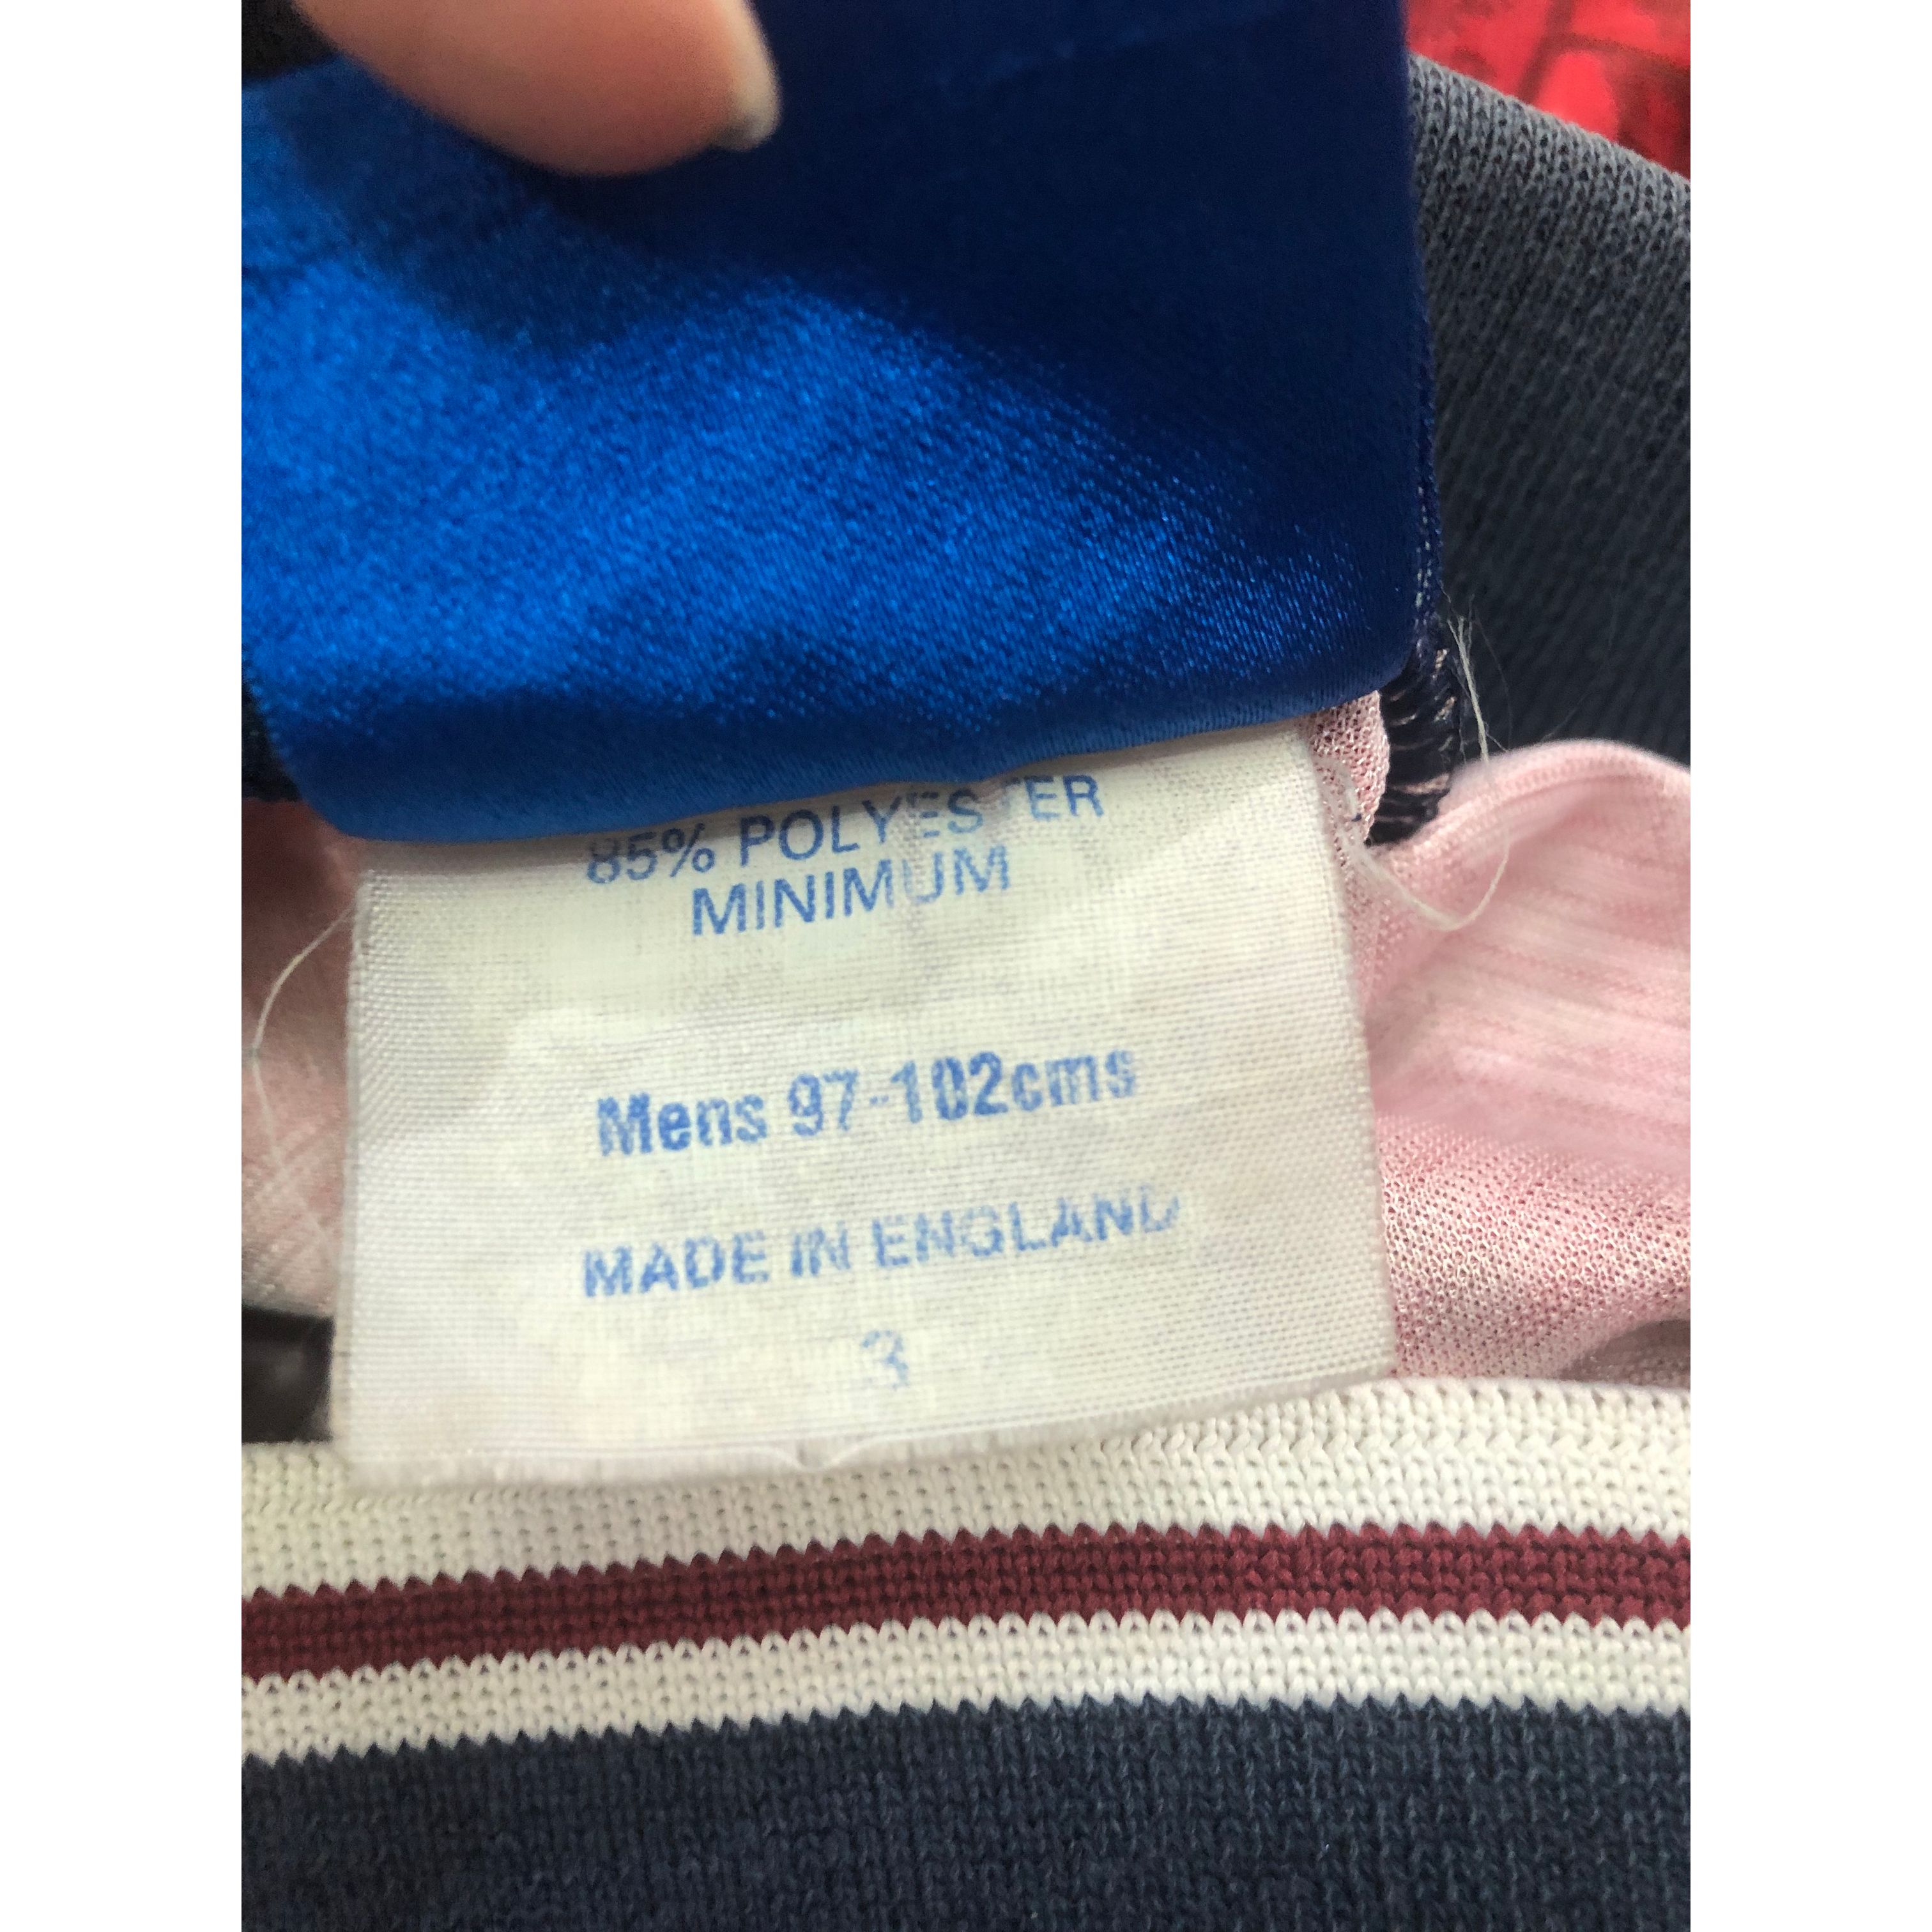 85% POLYESTER
MINIMUM
Mens 97-102cms
MADE IN ENGLAND
3